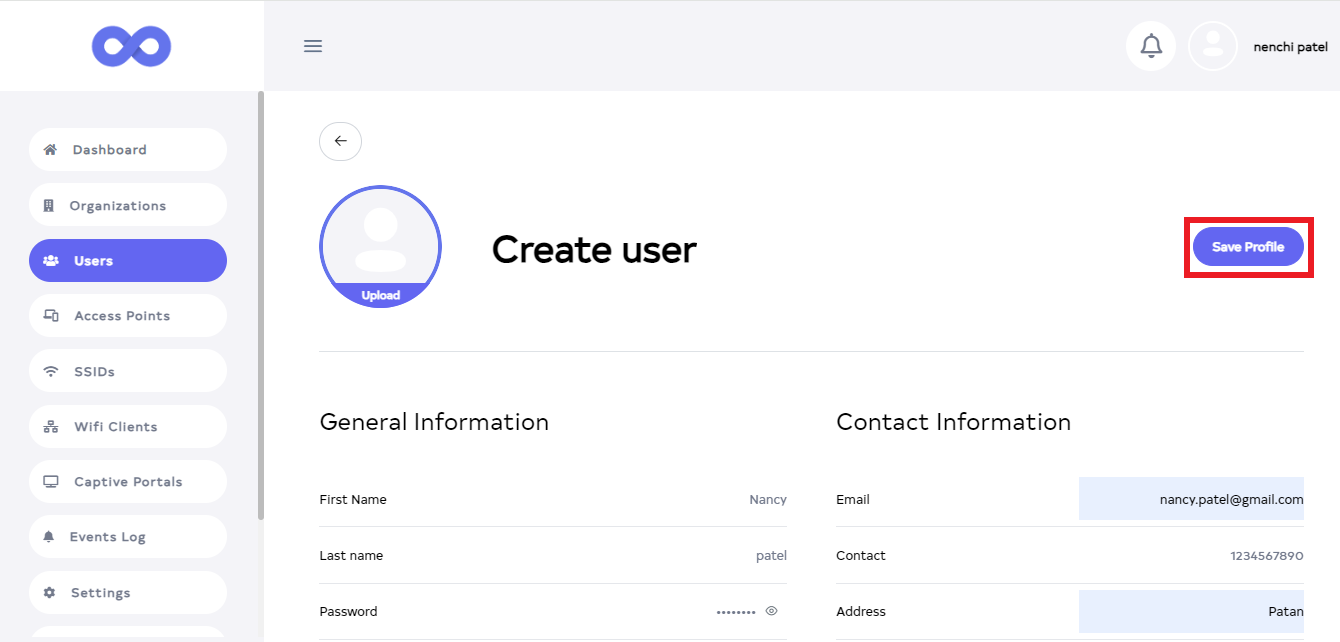 nenchi patel
Dashboard
Organizations
Users
Access Points
SSIDs
Wifi Clients
Captive Portals
Events Log
Settings
Upload
Create user
Save Profile
General Information
First Name Nancy
Last name patel
Password ••••••••
Contact Information
Email nancy.patel@gmail.com
Contact 1234567890
Address Patan